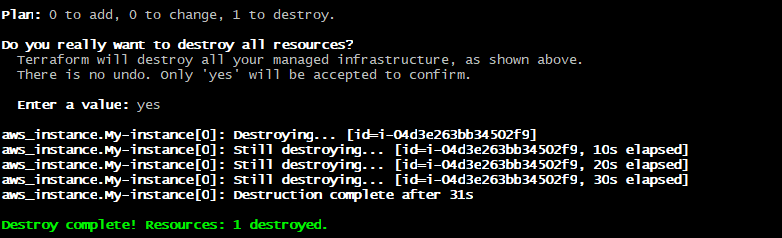 Plan: 0 to add, 0 to change, 1 to destroy.
Do you really want to destroy all resources?
Terraform will destroy all your managed infrastructure, as shown above.
There is no undo. Only 'yes' will be accepted to confirm.
Enter a value: yes
aws_instance.My-instance[0]: Destroying... [id=i-04d3e263bb34502f9]
aws_instance.My-instance[0]: Still destroying... [id=i-04d3e263bb34502f9, 10s elapsed]
aws_instance.My-instance[0]: Still destroying... [id=i-04d3e263bb34502f9, 20s elapsed]
aws_instance.My-instance[0]: Still destroying... [id=i-04d3e263bb34502f9, 30s elapsed]
aws_instance.My-instance[0]: Destruction complete after 31s
Destroy complete! Resources: 1 destroyed.